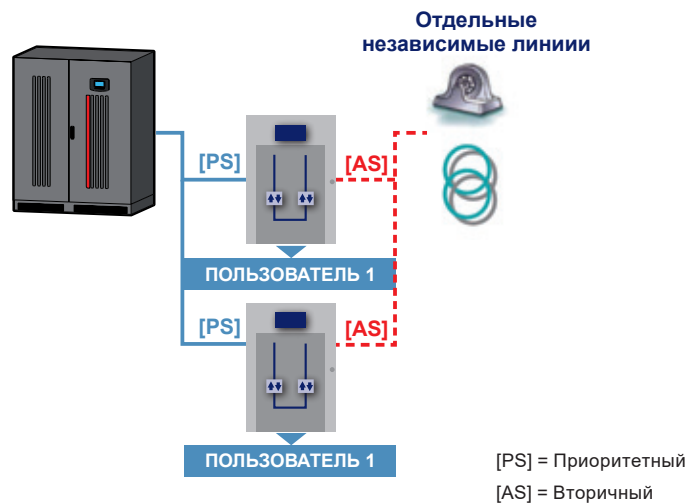 Отдельные
независимые линиии
[PS]
[AS]
ПОЛЬЗОВАТЕЛЬ 1
[PS]
[AS]
ПОЛЬЗОВАТЕЛЬ 1
[PS] = Приоритетный
[AS] = Вторичный